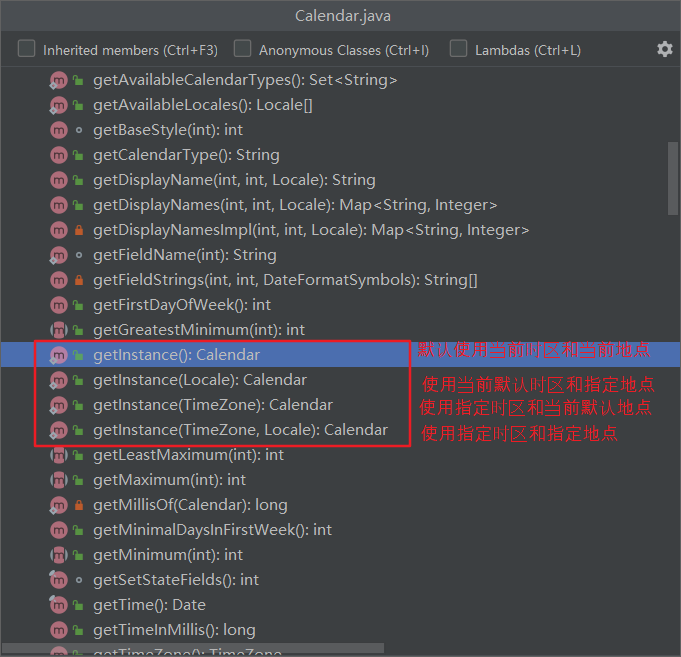 Calendar.java
Inherited members (Ctrl+F3) Anonymous Classes (Ctrl+I) Lambdas (Ctrl+L)
getAvailableCalendarTypes(): Set<String>
getAvailableLocales(): Locale[]
getBaseStyle(int): int
getCalendarType(): String
getDisplayName(int, int, Locale): String
getDisplayNames(int, int, Locale): Map<String, Integer>
getDisplayNamesImpl(int, int, Locale): Map<String, Integer>
getFieldName(int): String
getFieldStrings(int, int, DateFormatSymbols): String[]
getFirstDayOfWeek(): int
getGreatestMinimum(int): int
getInstance(): Calendar 默认使用当前时区和当前地点
getInstance(Locale): Calendar 使用当前默认时区和指定地点
getInstance(TimeZone): Calendar 使用指定时区和当前默认地点
getInstance(TimeZone, Locale): Calendar 使用指定时区和指定地点
getLeastMaximum(int): int
getMaximum(int): int
getMillisOf(Calendar): long
getMinimalDaysInFirstWeek(): int
getMinimum(int): int
getSetStateFields(): int
getTime(): Date
getTimeInMillis(): long
getTimeZone(): TimeZone